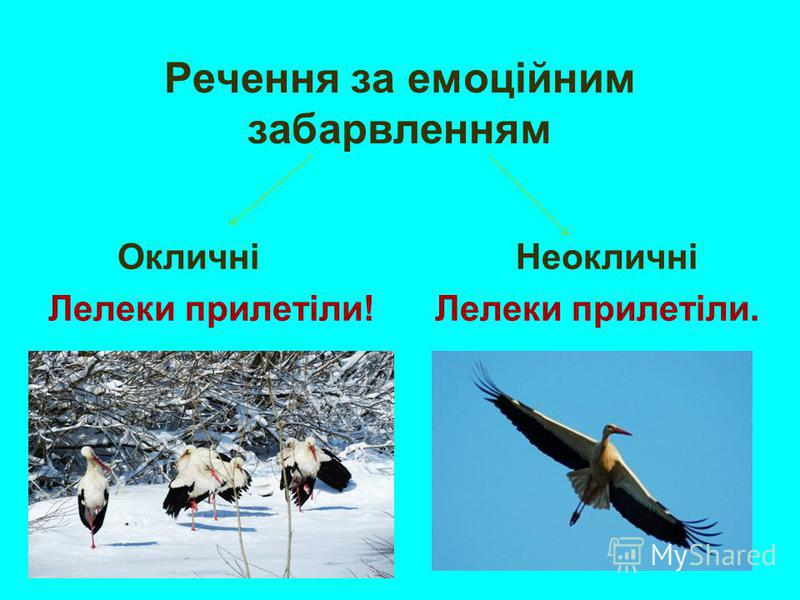 Речення за емоційним
забарвленням
Окличні
Неокличні
Лелеки прилетіли!
Лелеки прилетіли.
MyShared